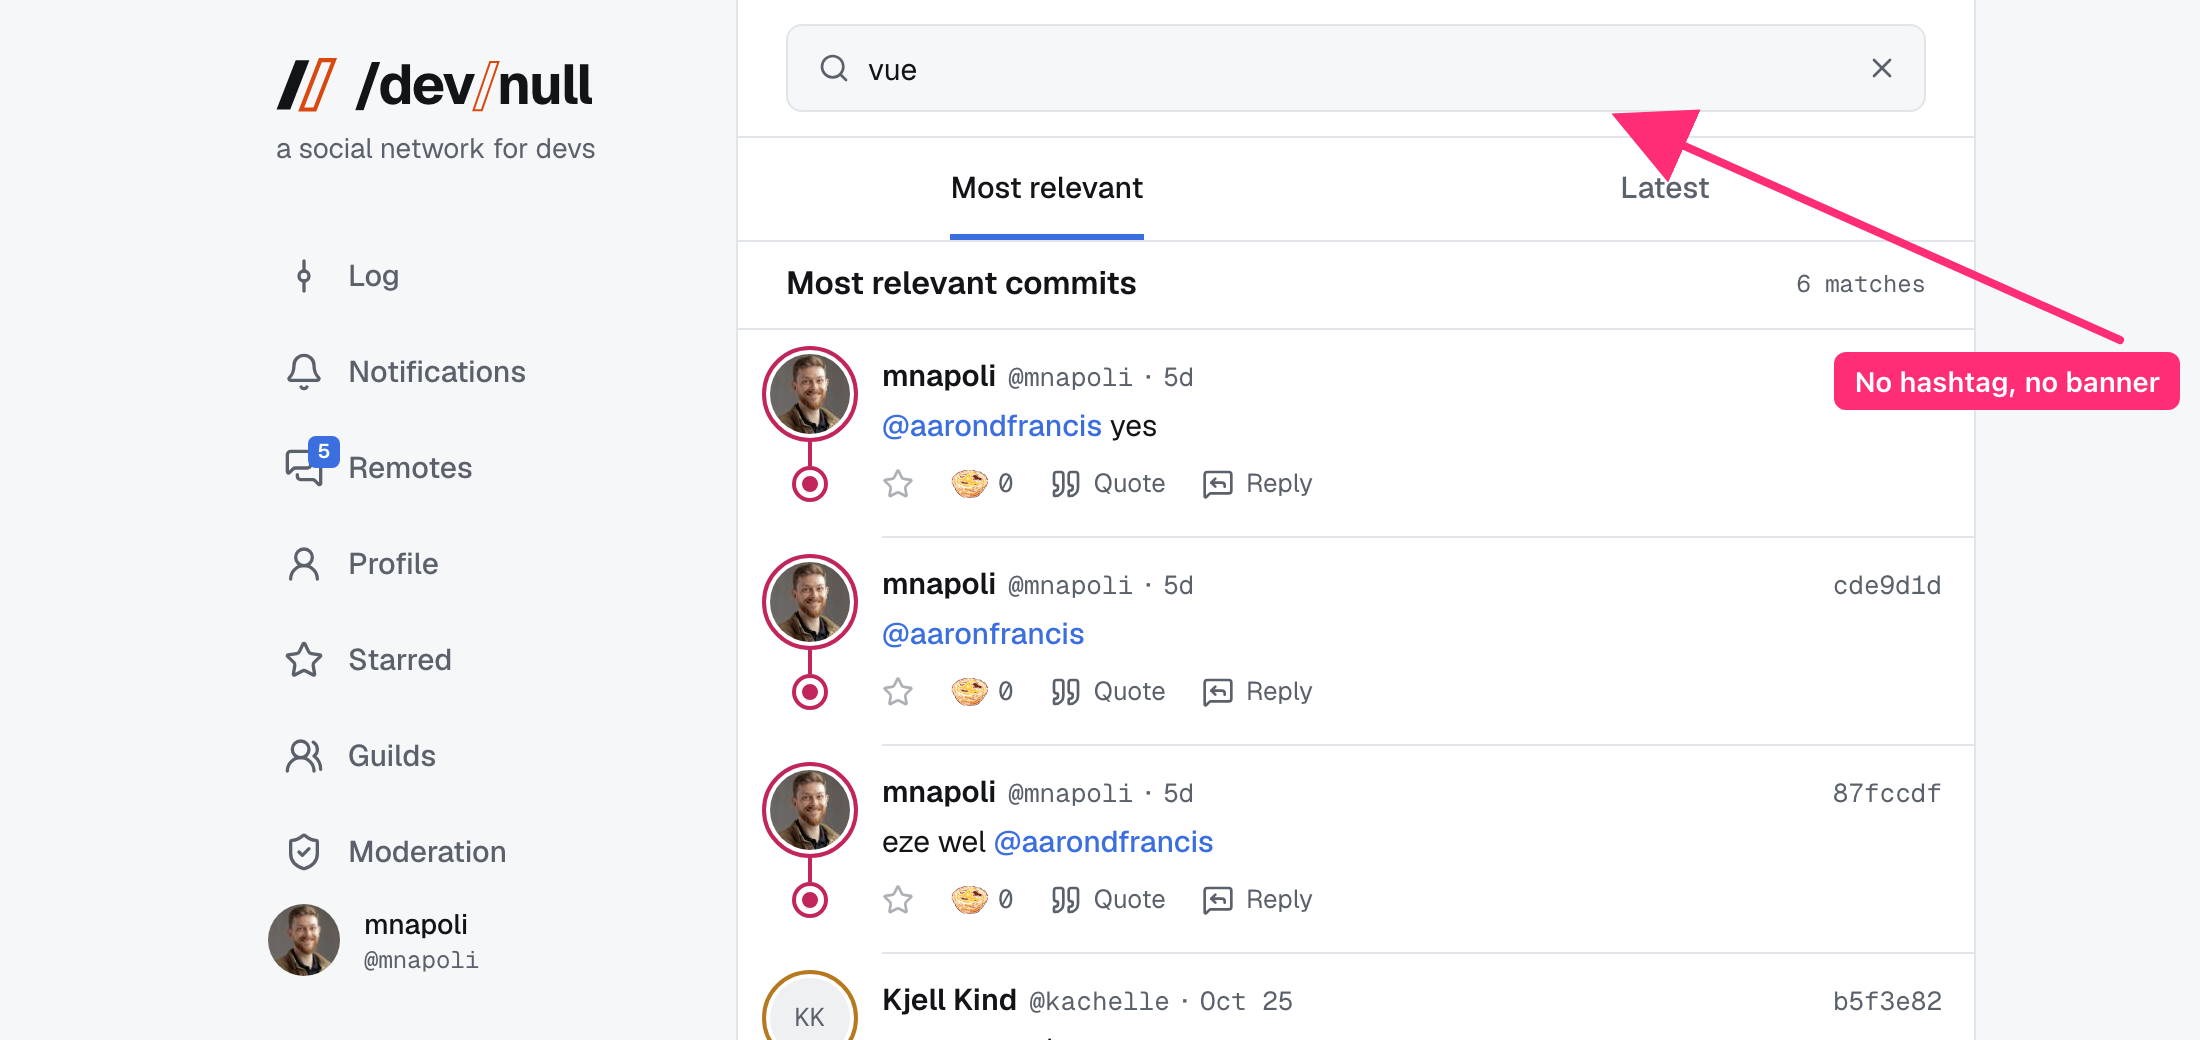 /dev//null
a social network for devs
Log
Notifications
5
Remotes
Profile
Starred
Guilds
Moderation
mnapoli
@mnapoli
vue
Most relevant
Latest
Most relevant commits
6 matches
No hashtag, no banner
mnapoli @mnapoli · 5d
@aarondfrancis yes
0 Quote Reply
mnapoli @mnapoli · 5d cde9d1d
@aaronfrancis
0 Quote Reply
mnapoli @mnapoli · 5d 87fccdf
eze wel @aarondfrancis
0 Quote Reply
KK
Kjell Kind @kachelle · Oct 25 b5f3e82